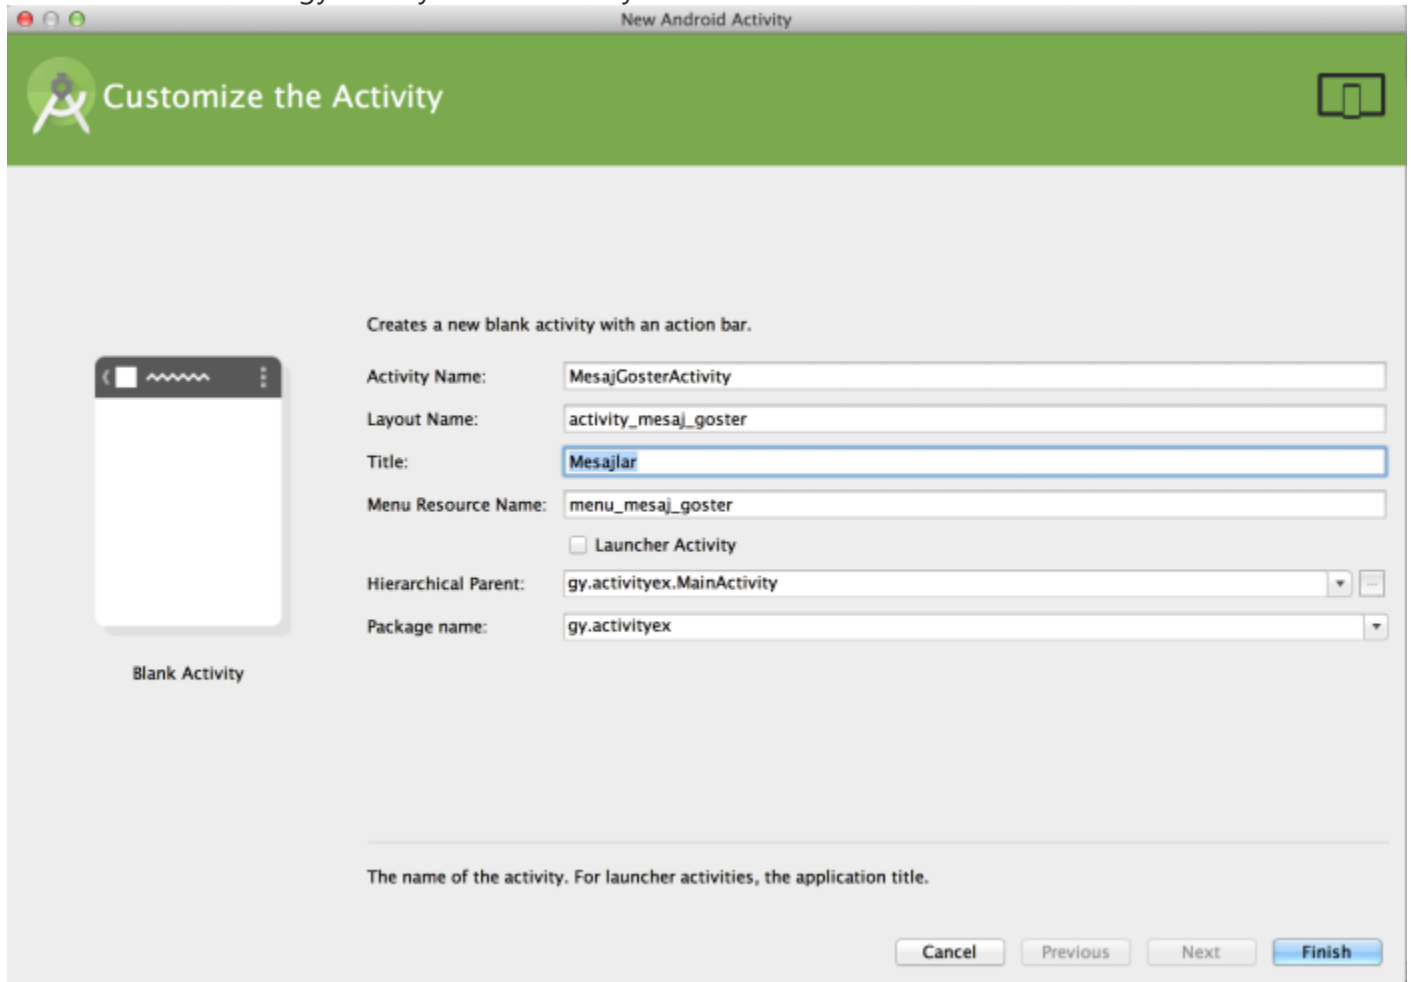 New Android Activity
Customize the Activity
Creates a new blank activity with an action bar.
Activity Name: MesajGosterActivity
Layout Name: activity_mesaj_goster
Title: Mesajlar
Menu Resource Name: menu_mesaj_goster
Launcher Activity
Hierarchical Parent: gy.activityex.MainActivity ...
Package name: gy.activityex
Blank Activity
The name of the activity. For launcher activities, the application title.
Cancel Previous Next Finish